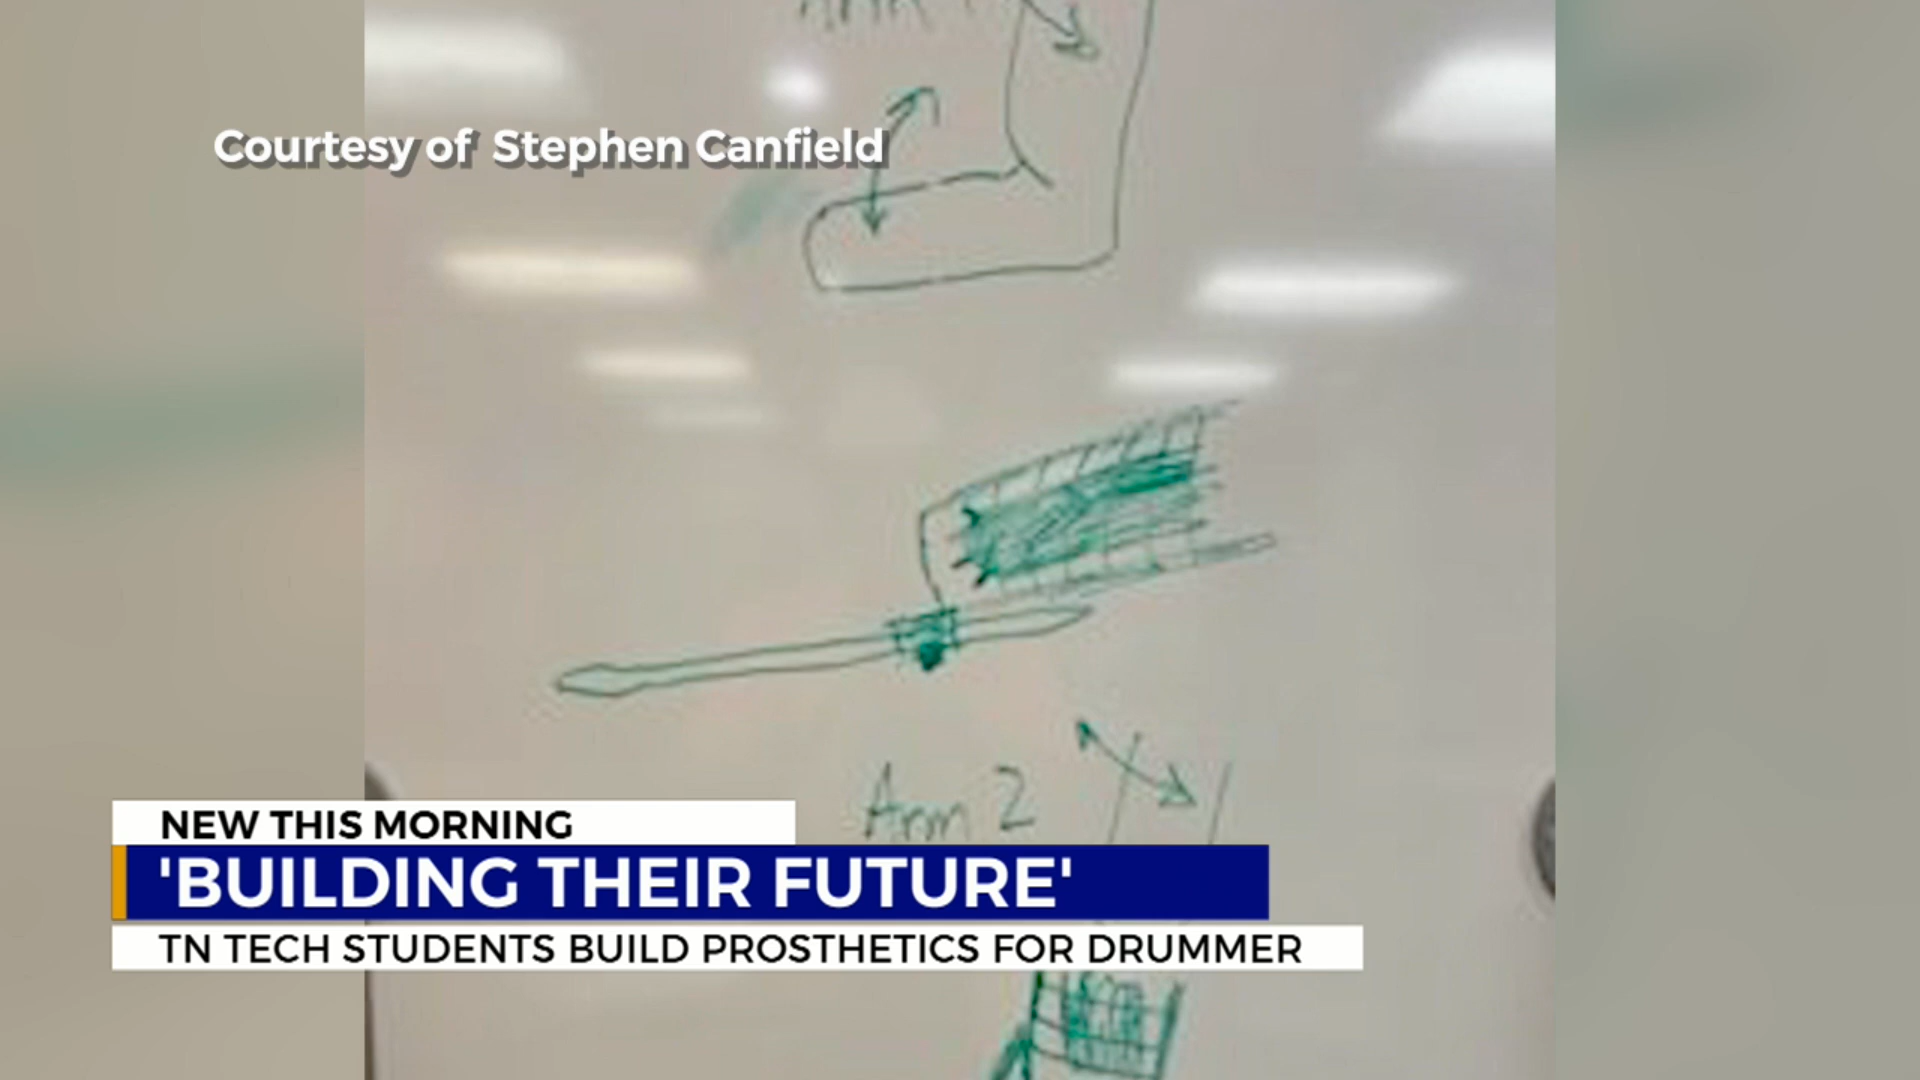 Courtesy of Stephen Canfield
Arm 2
NEW THIS MORNING
'BUILDING THEIR FUTURE'
TN TECH STUDENTS BUILD PROSTHETICS FOR DRUMMER